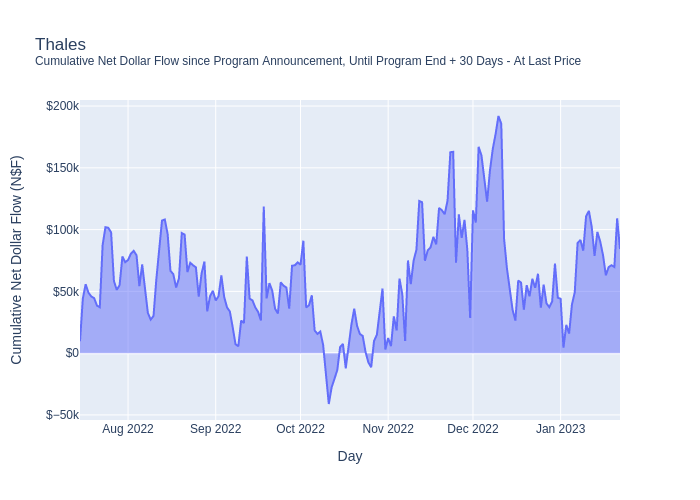 Thales
Cumulative Net Dollar Flow since Program Announcement, Until Program End + 30 Days - At Last Price
Cumulative Net Dollar Flow (N$F)
$200k
$150k
$100k
$50k
$0
$−50k
Aug 2022 Sep 2022 Oct 2022 Nov 2022 Dec 2022 Jan 2023
Day